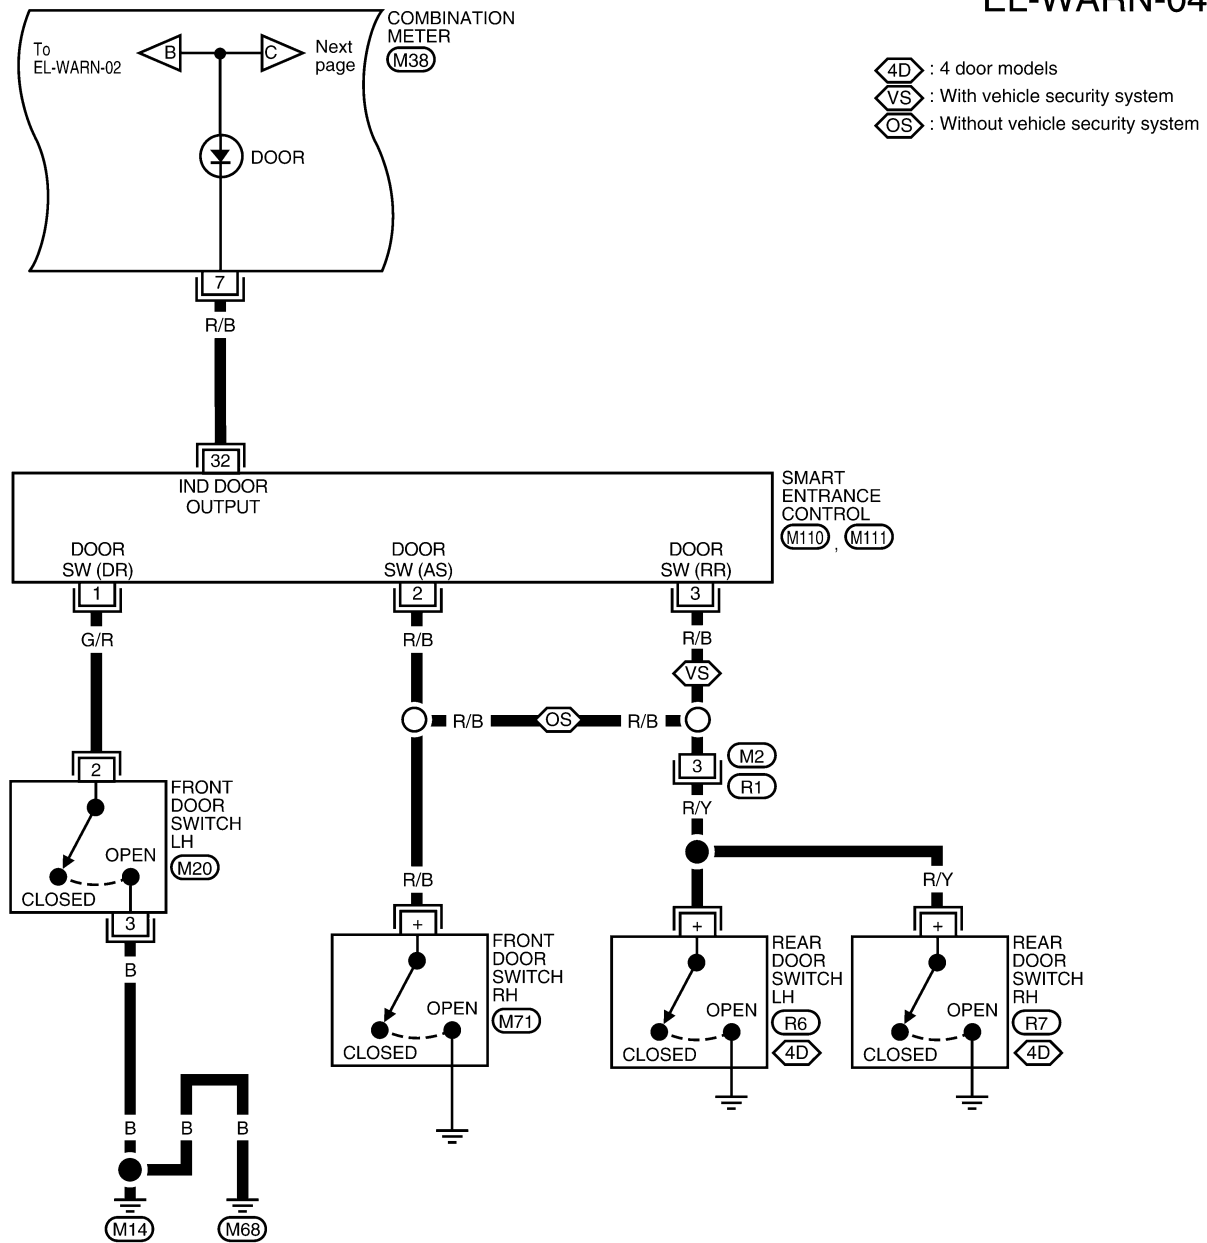 EL-WARN-04
COMBINATION
METER
M38
To
EL-WARN-02
B
C
Next
page
DOOR
4D : 4 door models
VS : With vehicle security system
OS : Without vehicle security system
7
R/B
32
IND DOOR
OUTPUT
SMART
ENTRANCE
CONTROL
M110 , M111
DOOR
SW (DR)
DOOR
SW (AS)
DOOR
SW (RR)
1
2
3
G/R
R/B
R/B
VS
R/B
OS
R/B
2
3
M2
R1
R/Y
FRONT
DOOR
SWITCH
LH
M20
OPEN
CLOSED
3
R/B
R/Y
+
+
+
FRONT
DOOR
SWITCH
RH
M71
OPEN
CLOSED
REAR
DOOR
SWITCH
LH
R6
4D
OPEN
CLOSED
REAR
DOOR
SWITCH
RH
R7
4D
OPEN
CLOSED
B
B
B
B
M14
M68